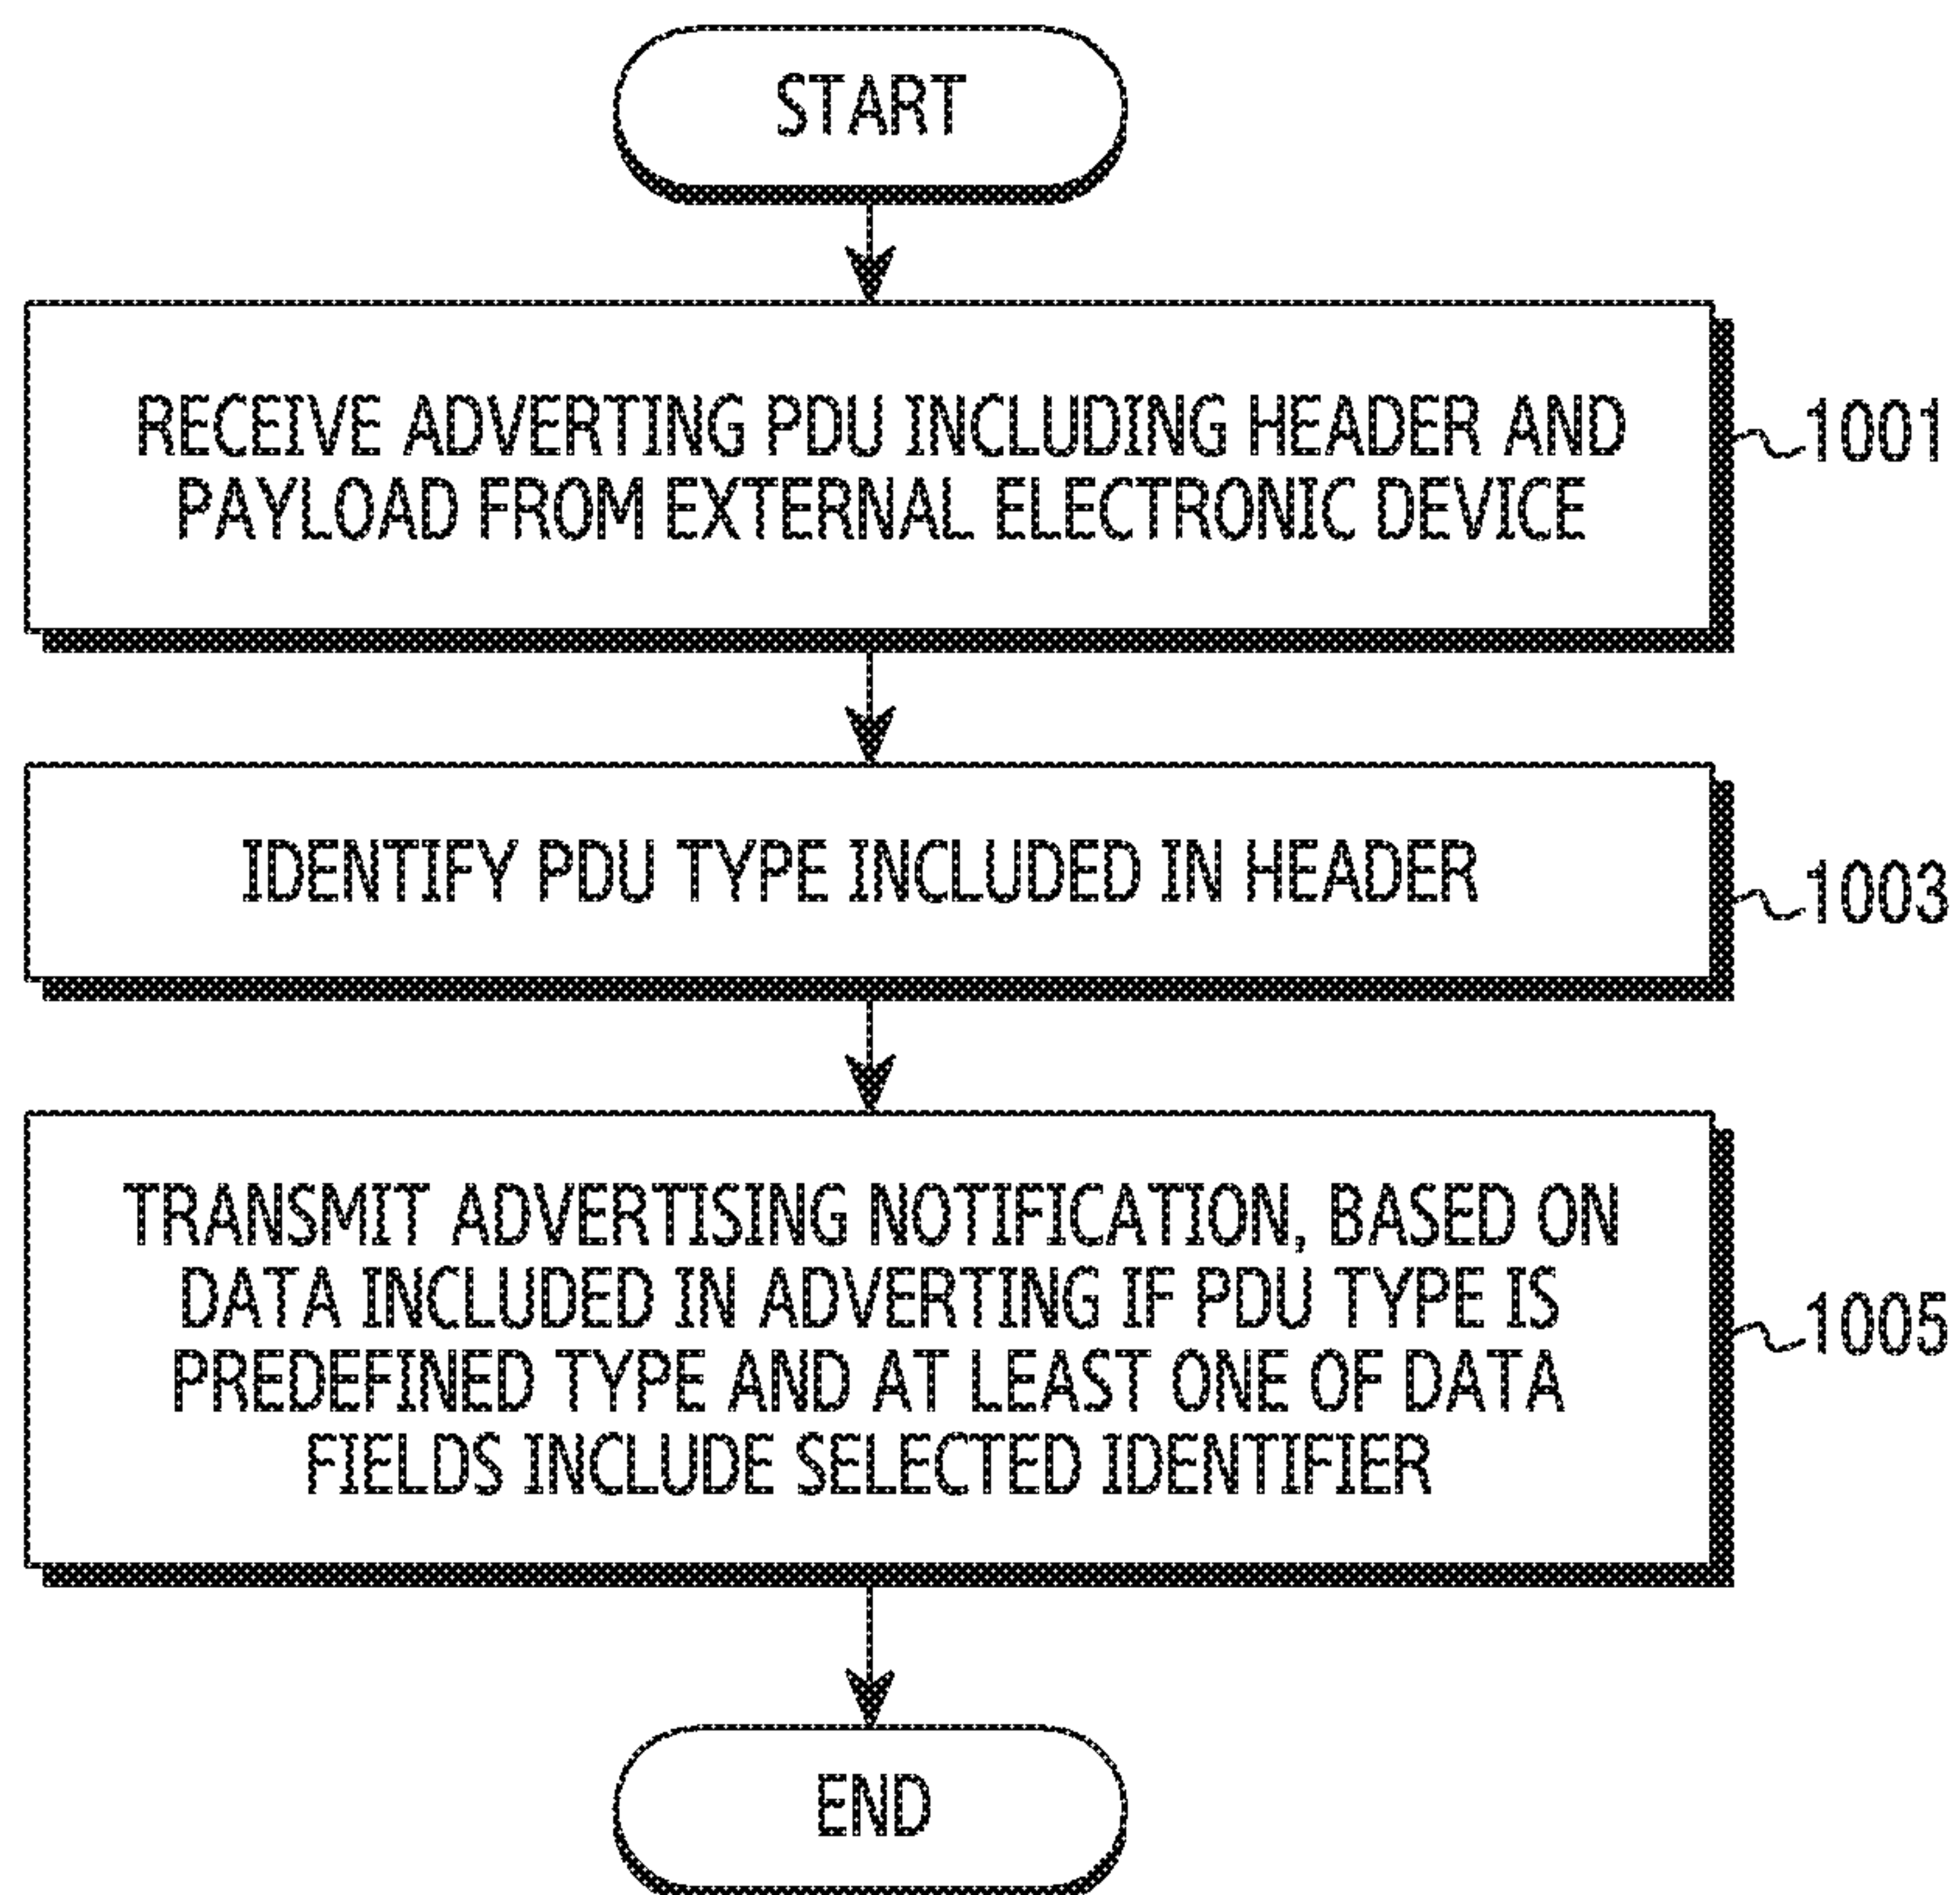 START
RECEIVE ADVERTING PDU INCLUDING HEADER AND
PAYLOAD FROM EXTERNAL ELECTRONIC DEVICE
1001
IDENTIFY PDU TYPE INCLUDED IN HEADER
1003
TRANSMIT ADVERTISING NOTIFICATION, BASED ON
DATA INCLUDED IN ADVERTING IF PDU TYPE IS
PREDEFINED TYPE AND AT LEAST ONE OF DATA
FIELDS INCLUDE SELECTED IDENTIFIER
1005
END